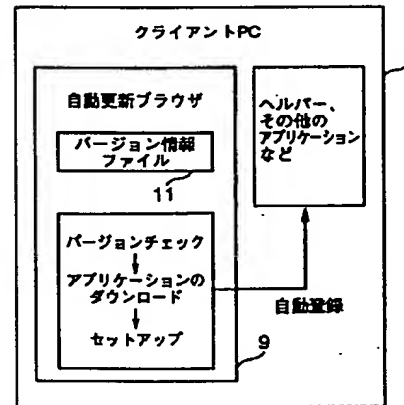 クライアントPC
自動更新ブラウザ
バージョン情報
ファイル
11
バージョンチェック
アプリケーションの
ダウンロード
セットアップ
9
ヘルパー、
その他の
アプリケーション
など
自動登録